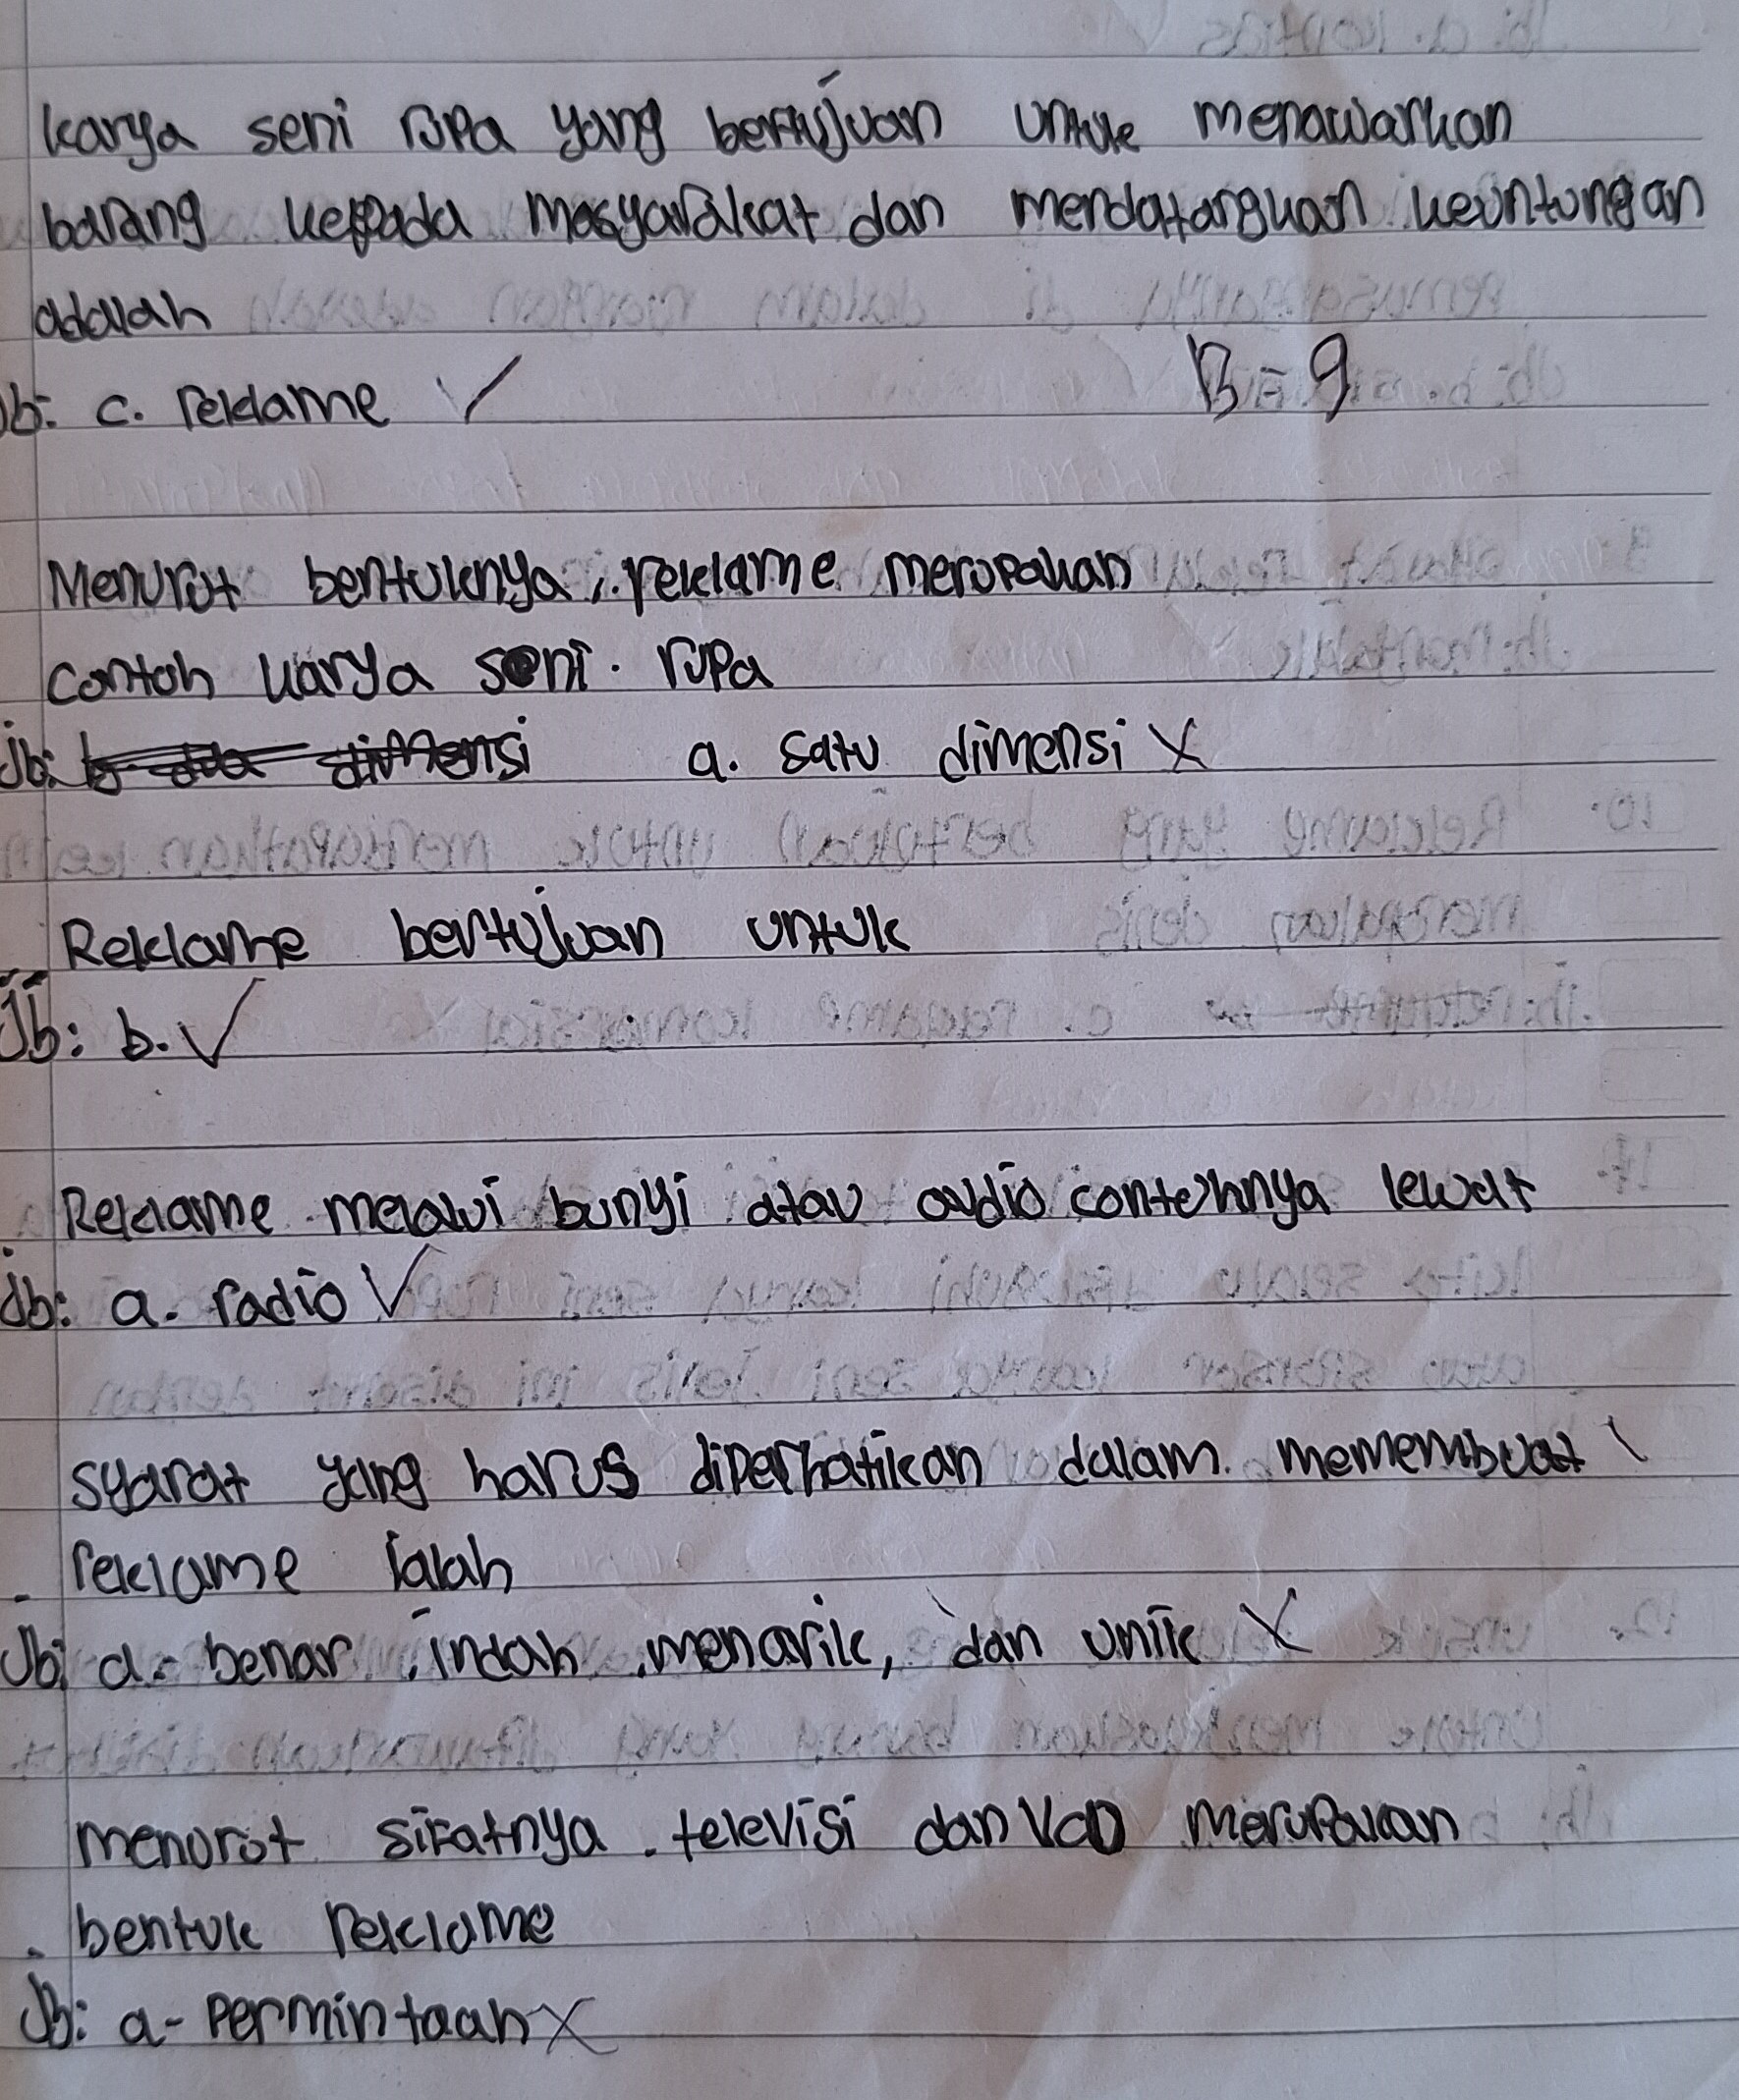 karya seni rupa yang bertujuan untuk menawarkan
barang kepada masyarakat dan mendatangkan keuntungan
adalah
Jb: c. reklame ✓ B = 9
Menurut bentuknya, reklame merupakan
contoh karya seni. rupa
Jb: b. dua dimensi a. satu dimensi X
Reklame bertujuan untuk
Jb: b. ✓
Reklame melalui bunyi atau audio contohnya lewat
Jb: a. radio ✓
syarat yang harus diperhatikan dalam. memembuat
reklame ialah
Jb: a. benar, indah, menarik, dan unik X
menurut sifatnya. televisi dan VCD merupakan
bentuk reklame
Jb: a- permintaan X